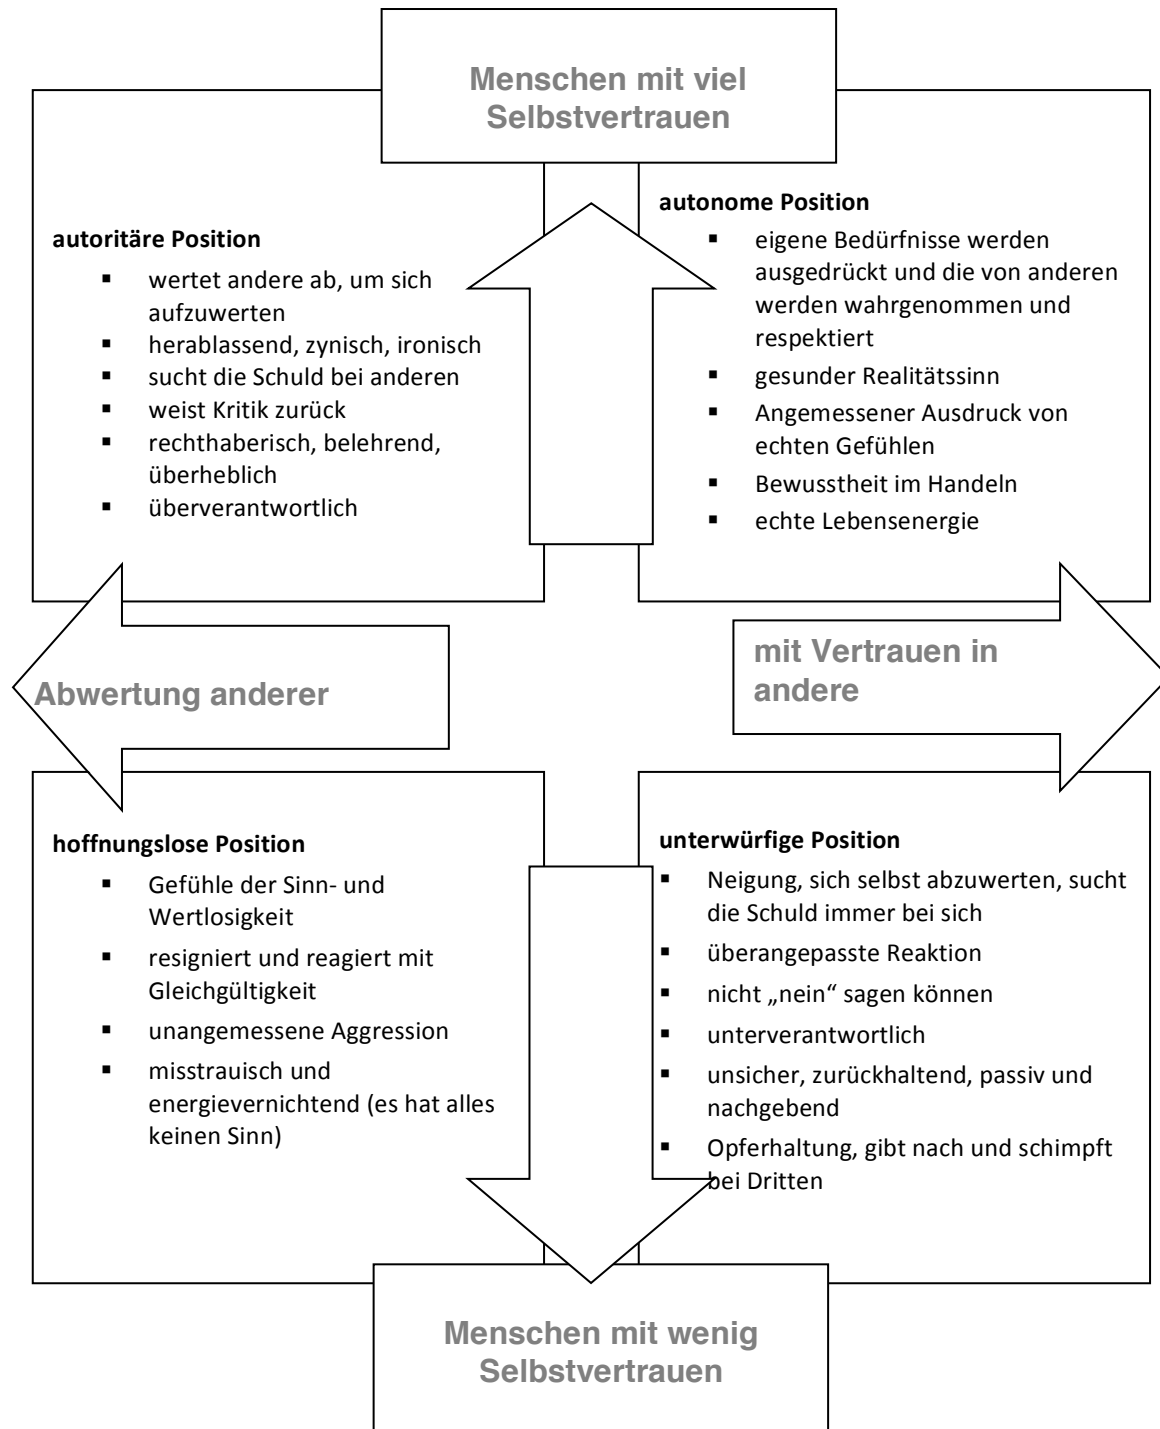 Menschen mit viel
Selbstvertrauen
autoritäre Position
▪ wertet andere ab, um sich
aufzuwerten
▪ herablassend, zynisch, ironisch
▪ sucht die Schuld bei anderen
▪ weist Kritik zurück
▪ rechthaberisch, belehrend,
überheblich
▪ überverantwortlich
autonome Position
▪ eigene Bedürfnisse werden
ausgedrückt und die von anderen
werden wahrgenommen und
respektiert
▪ gesunder Realitätssinn
▪ Angemessener Ausdruck von
echten Gefühlen
▪ Bewusstheit im Handeln
▪ echte Lebensenergie
Abwertung anderer
mit Vertrauen in
andere
hoffnungslose Position
▪ Gefühle der Sinn- und
Wertlosigkeit
▪ resigniert und reagiert mit
Gleichgültigkeit
▪ unangemessene Aggression
▪ misstrauisch und
energievernichtend (es hat alles
keinen Sinn)
unterwürfige Position
▪ Neigung, sich selbst abzuwerten, sucht
die Schuld immer bei sich
▪ überangepasste Reaktion
▪ nicht „nein“ sagen können
▪ unterverantwortlich
▪ unsicher, zurückhaltend, passiv und
nachgebend
▪ Opferhaltung, gibt nach und schimpft
bei Dritten
Menschen mit wenig
Selbstvertrauen